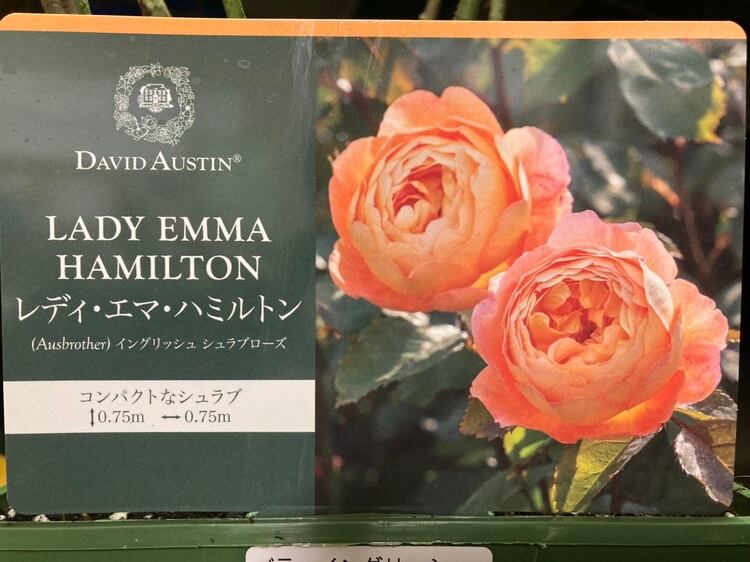 DAVID AUSTIN®
LADY EMMA
HAMILTON
レディ・エマ・ハミルトン
(Ausbrother) イングリッシュ シュラブローズ
コンパクトなシュラブ
↕0.75m ↔0.75m